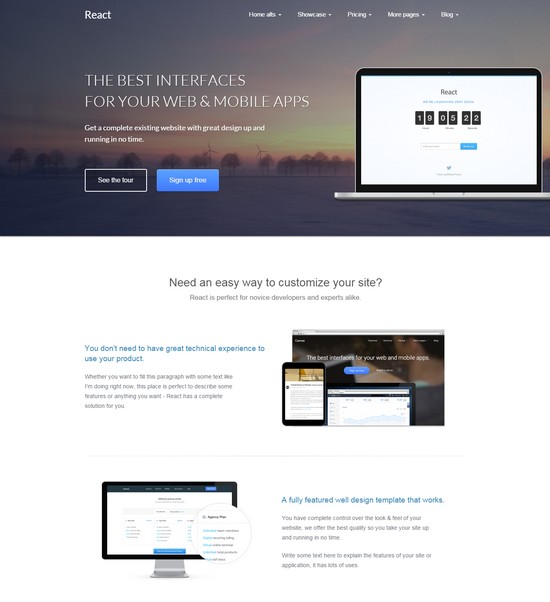 React
Home alts
Showcase
Pricing
More pages
Blog
THE BEST INTERFACES
FOR YOUR WEB & MOBILE APPS
Get a complete existing website with great design up and
running in no time.
See the tour
Sign up free
React
19 05 22
Need an easy way to customize your site?
React is perfect for novice developers and experts alike.
You don't need to have great technical experience to
use your product.
Whether you want to fill this paragraph with some text like
I'm doing right now, this place is perfect to describe some
features or anything you want - React has a complete
solution for you.
The best interfaces for your web and mobile apps.
Agency Plan
A fully featured well design template that works.
You have complete control over the look & feel of your
website, we offer the best quality so you take your site up
and running in no time.
Write some text here to explain the features of your site or
application, it has lots of uses.